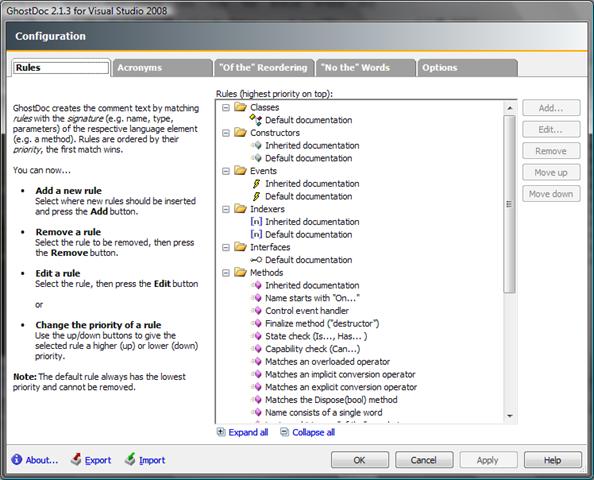 GhostDoc 2.1.3 for Visual Studio 2008
Configuration
Rules
Acronyms
"Of the" Reordering
"No the" Words
Options
GhostDoc creates the comment text by matching
rules with the signature (e.g. name, type,
parameters) of the respective language element
(e.g. a method). Rules are ordered by their
priority, the first match wins.
You can now...
• Add a new rule
Select where new rules should be inserted
and press the Add button.
• Remove a rule
Select the rule to be removed, then press
the Remove button.
• Edit a rule
Select the rule, then press the Edit button
or
• Change the priority of a rule
Use the up/down buttons to give the
selected rule a higher (up) or lower (down)
priority.
Note: The default rule always has the lowest
priority and cannot be removed.
Rules (highest priority on top):
Classes
Default documentation
Constructors
Inherited documentation
Default documentation
Events
Inherited documentation
Default documentation
Indexers
Inherited documentation
Default documentation
Interfaces
Default documentation
Methods
Inherited documentation
Name starts with "On..."
Control event handler
Finalize method ("destructor")
State check (Is..., Has... )
Capability check (Can...)
Matches an overloaded operator
Matches an implicit conversion operator
Matches an explicit conversion operator
Matches the Dispose(bool) method
Name consists of a single word
Expand all
Collapse all
Add...
Edit...
Remove
Move up
Move down
About...
Export
Import
OK
Cancel
Apply
Help